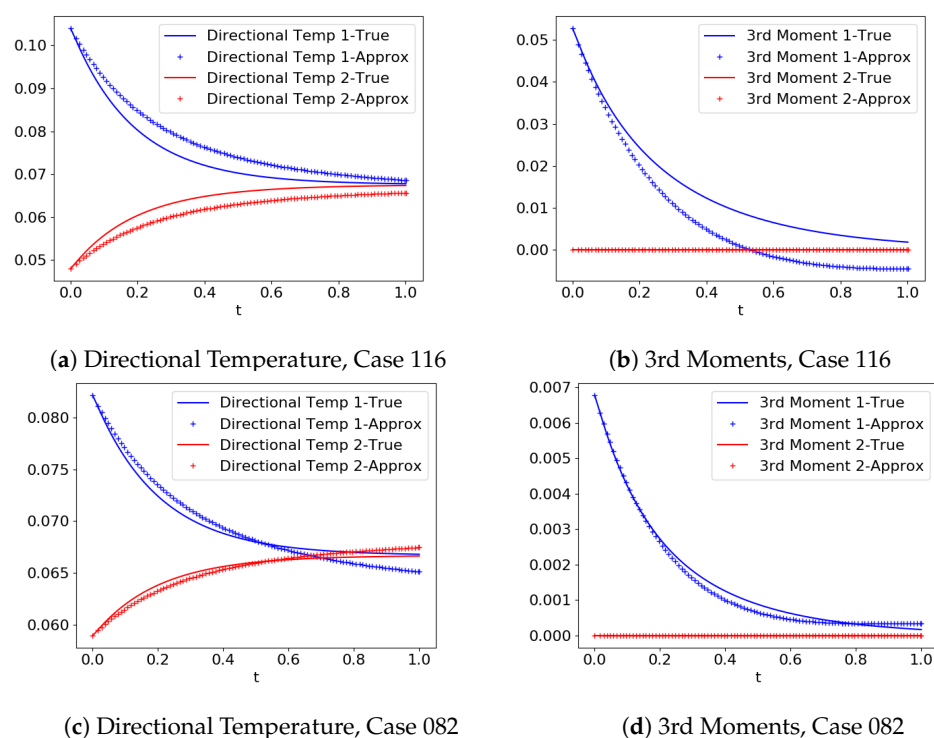 Directional Temp 1-True
Directional Temp 1-Approx
Directional Temp 2-True
Directional Temp 2-Approx
0.10
0.09
0.08
0.07
0.06
0.05
0.0 0.2 0.4 0.6 0.8 1.0
t
(a) Directional Temperature, Case 116
3rd Moment 1-True
3rd Moment 1-Approx
3rd Moment 2-True
3rd Moment 2-Approx
0.05
0.04
0.03
0.02
0.01
0.00
0.0 0.2 0.4 0.6 0.8 1.0
t
(b) 3rd Moments, Case 116
Directional Temp 1-True
Directional Temp 1-Approx
Directional Temp 2-True
Directional Temp 2-Approx
0.080
0.075
0.070
0.065
0.060
0.0 0.2 0.4 0.6 0.8 1.0
t
(c) Directional Temperature, Case 082
3rd Moment 1-True
3rd Moment 1-Approx
3rd Moment 2-True
3rd Moment 2-Approx
0.007
0.006
0.005
0.004
0.003
0.002
0.001
0.000
0.0 0.2 0.4 0.6 0.8 1.0
t
(d) 3rd Moments, Case 082